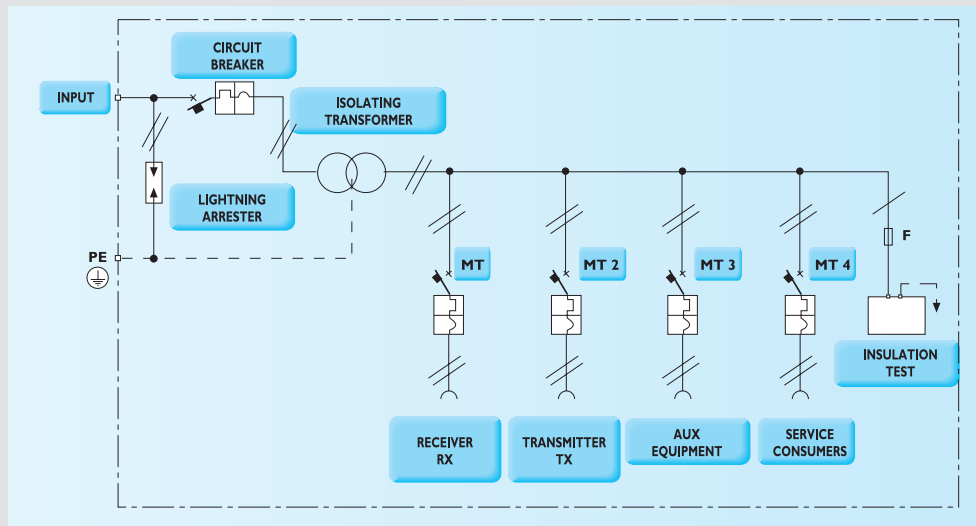 CIRCUIT
BREAKER
INPUT
ISOLATING
TRANSFORMER
LIGHTNING
ARRESTER
PE
MT
MT 2
MT 3
MT 4
F
INSULATION
TEST
RECEIVER
RX
TRANSMITTER
TX
AUX
EQUIPMENT
SERVICE
CONSUMERS